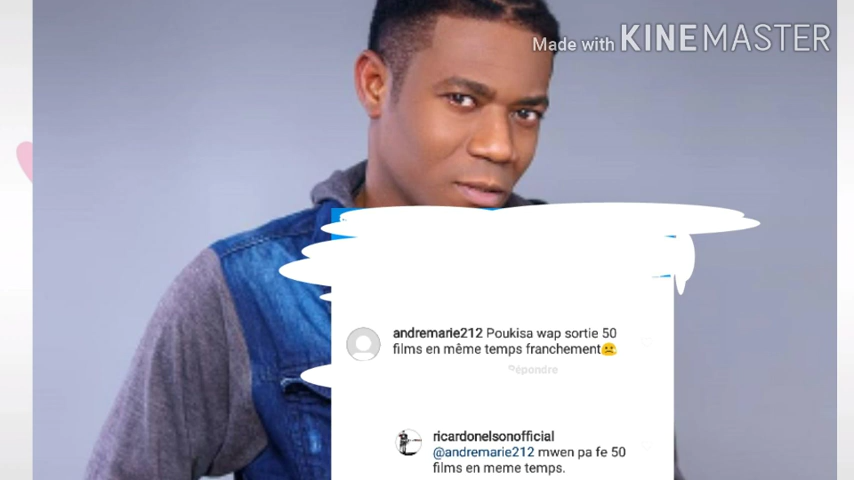 Made with KINEMASTER
andremarie212 Poukisa wap sortie 50
films en même temps franchement☹️
Répondre
ricardonelsonofficial
@andremarie212 mwen pa fe 50
films en meme temps.